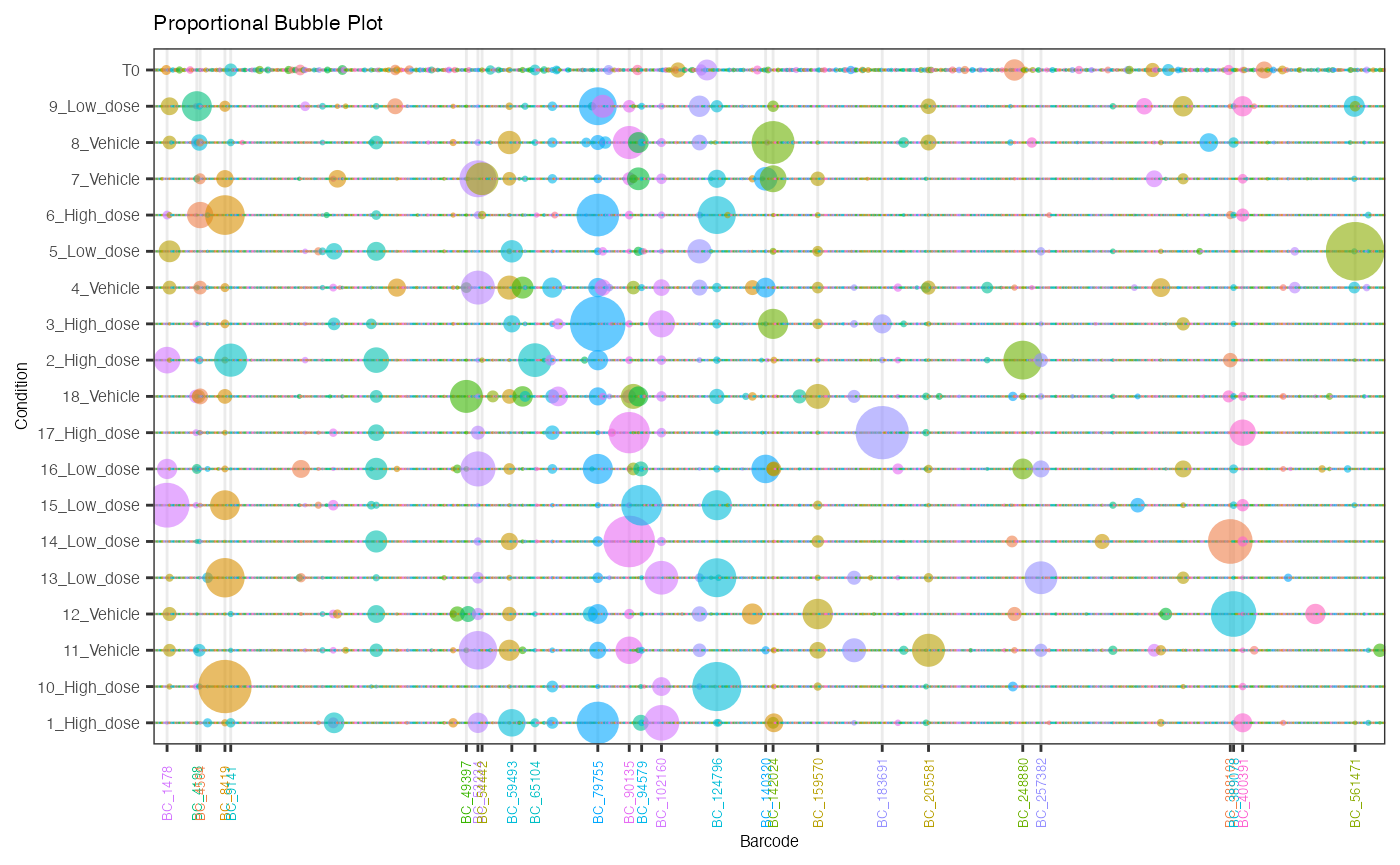 Proportional Bubble Plot
Condition
T0
9_Low_dose
8_Vehicle
7_Vehicle
6_High_dose
5_Low_dose
4_Vehicle
3_High_dose
2_High_dose
18_Vehicle
17_High_dose
16_Low_dose
15_Low_dose
14_Low_dose
13_Low_dose
12_Vehicle
11_Vehicle
10_High_dose
1_High_dose
BC_1478
BC_9141
BC_49397
BC_59493
BC_65104
BC_79755
BC_90135
BC_94579
BC_102160
BC_124796
BC_142024
BC_159570
BC_183691
BC_205581
BC_248880
BC_257382
BC_400391
BC_561471
Barcode